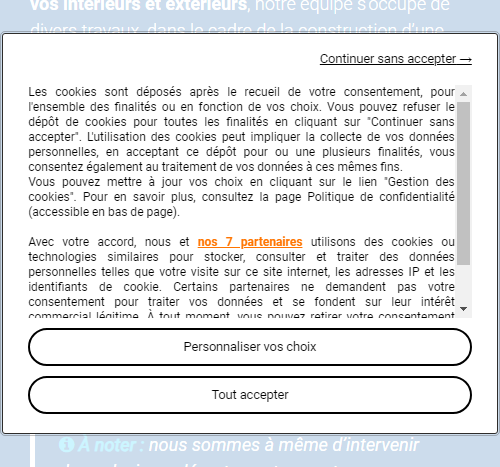 vos intérieurs et extérieurs, notre équipe s'occupe de
divers travaux, dans le cadre de la construction d'une
Continuer sans accepter →
Les cookies sont déposés après le recueil de votre consentement, pour
l'ensemble des finalités ou en fonction de vos choix. Vous pouvez refuser le
dépôt de cookies pour toutes les finalités en cliquant sur "Continuer sans
accepter". L'utilisation des cookies peut impliquer la collecte de vos données
personnelles, en acceptant ce dépôt pour ou une plusieurs finalités, vous
consentez également au traitement de vos données à ces mêmes fins.
Vous pouvez mettre à jour vos choix en cliquant sur le lien "Gestion des
cookies". Pour en savoir plus, consultez la page Politique de confidentialité
(accessible en bas de page).
Avec votre accord, nous et nos 7 partenaires utilisons des cookies ou
technologies similaires pour stocker, consulter et traiter des données
personnelles telles que votre visite sur ce site internet, les adresses IP et les
identifiants de cookie. Certains partenaires ne demandent pas votre
consentement pour traiter vos données et se fondent sur leur intérêt
commercial légitime. À tout moment, vous pouvez retirer votre consentement
Personnaliser vos choix
Tout accepter
À noter : nous sommes à même d'intervenir